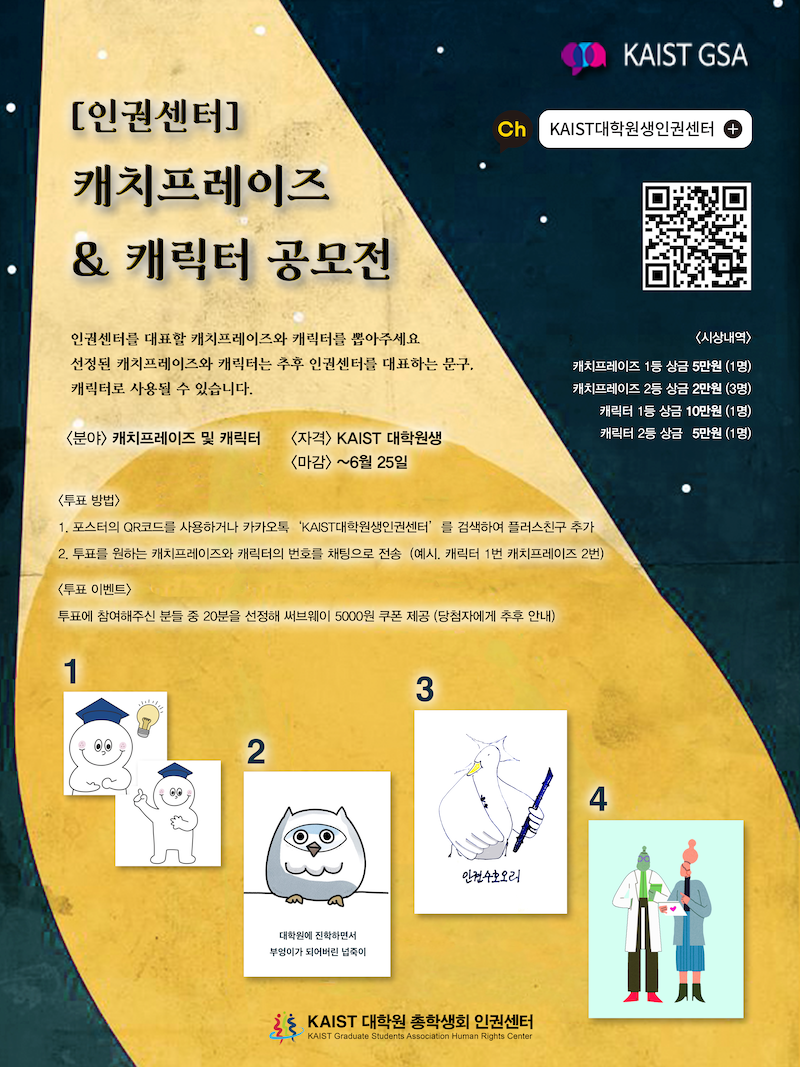 KAIST GSA
[인권센터]
캐치프레이즈
& 캐릭터 공모전
Ch KAIST대학원생인권센터 +
인권센터를 대표할 캐치프레이즈와 캐릭터를 뽑아주세요
선정된 캐치프레이즈와 캐릭터는 추후 인권센터를 대표하는 문구,
캐릭터로 사용될 수 있습니다.
<시상내역>
캐치프레이즈 1등 상금 5만원 (1명)
캐치프레이즈 2등 상금 2만원 (3명)
캐릭터 1등 상금 10만원 (1명)
캐릭터 2등 상금 5만원 (1명)
<분야> 캐치프레이즈 및 캐릭터 <자격> KAIST 대학원생
<마감> ~6월 25일
<투표 방법>
1. 포스터의 QR코드를 사용하거나 카카오톡 ‘KAIST대학원생인권센터’ 를 검색하여 플러스친구 추가
2. 투표를 원하는 캐치프레이즈와 캐릭터의 번호를 채팅으로 전송 (예시. 캐릭터 1번 캐치프레이즈 2번)
<투표 이벤트>
투표에 참여해주신 분들 중 20분을 선정해 써브웨이 5000원 쿠폰 제공 (당첨자에게 추후 안내)
1
2
대학원에 진학하면서
부엉이가 되어버린 넙죽이
3
인권수호오리
4
KAIST 대학원 총학생회 인권센터
KAIST Graduate Students Association Human Rights Center